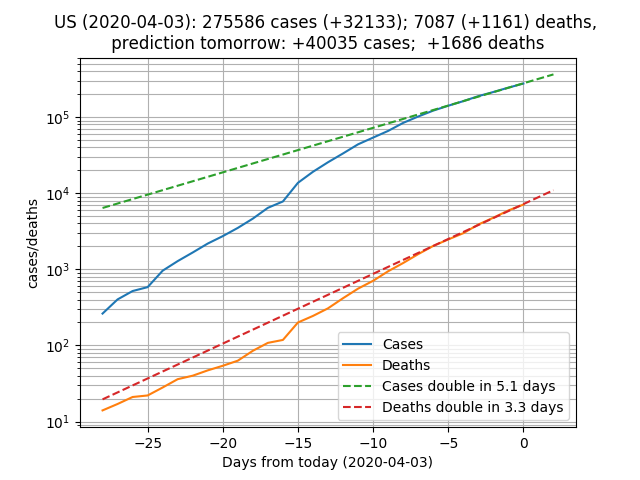 US (2020-04-03): 275586 cases (+32133); 7087 (+1161) deaths,
prediction tomorrow: +40035 cases;  +1686 deaths
cases/deaths
10^5
10^4
10^3
10^2
10^1
Cases
Deaths
Cases double in 5.1 days
Deaths double in 3.3 days
−25 −20 −15 −10 −5 0
Days from today (2020-04-03)